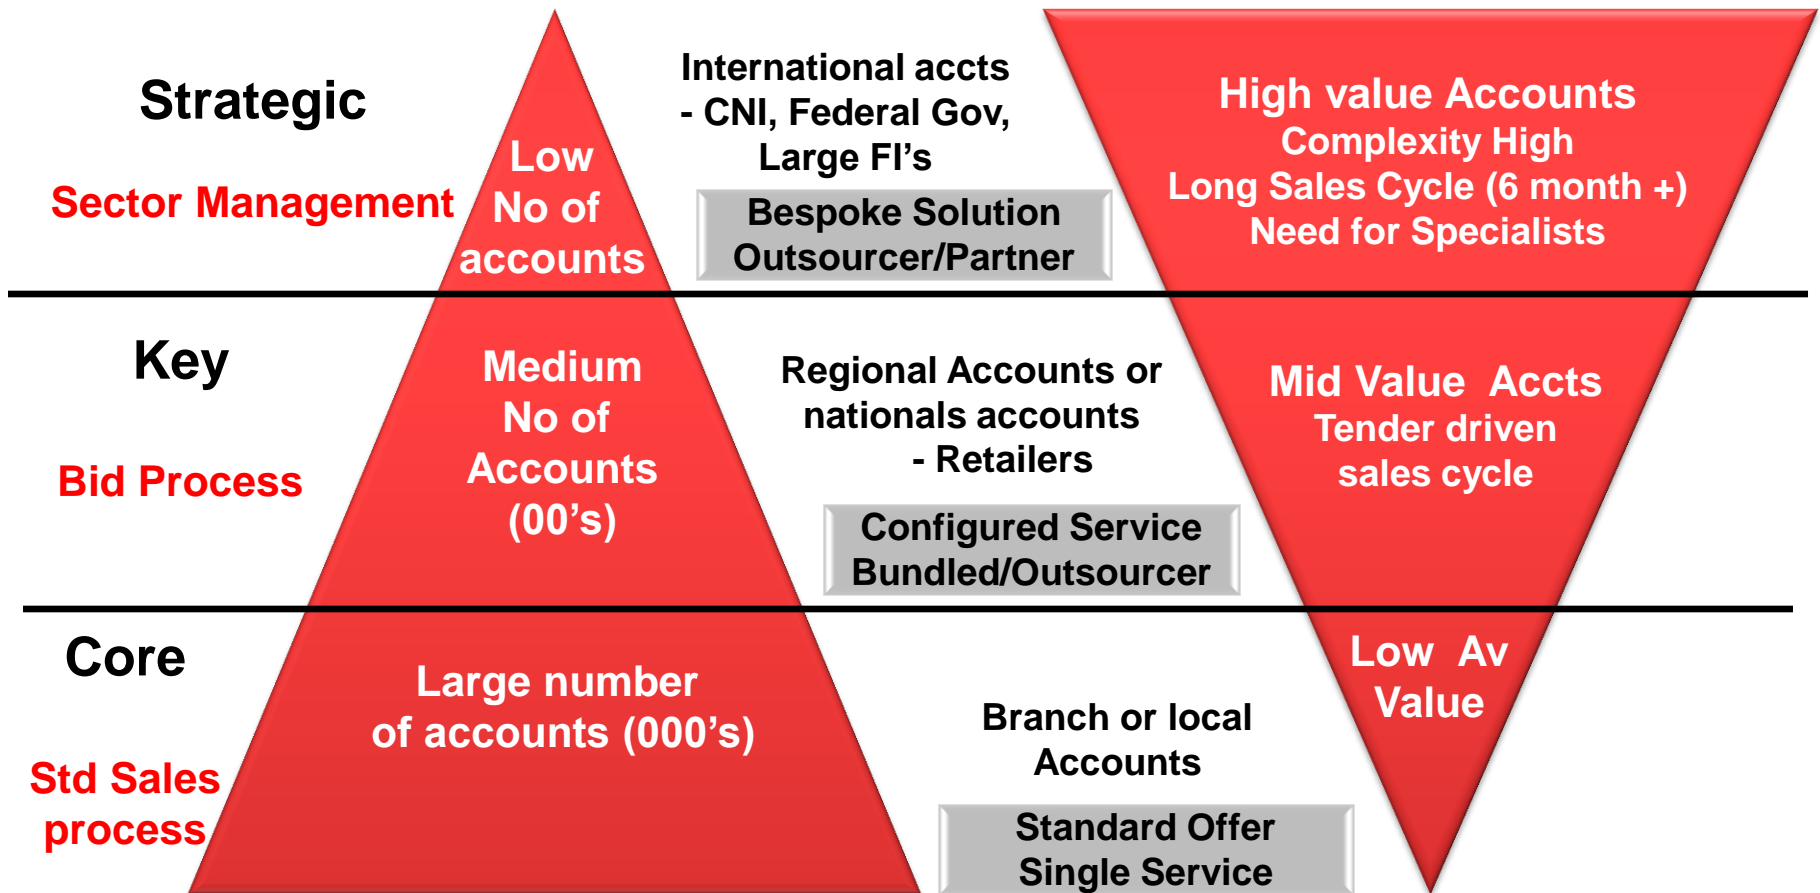 Strategic
Sector Management
Low
No of
accounts
International accts
- CNI, Federal Gov,
Large FI’s
Bespoke Solution
Outsourcer/Partner
High value Accounts
Complexity High
Long Sales Cycle (6 month +)
Need for Specialists
Key
Bid Process
Medium
No of
Accounts
(00’s)
Regional Accounts or
nationals accounts
- Retailers
Configured Service
Bundled/Outsourcer
Mid Value Accts
Tender driven
sales cycle
Core
Std Sales
process
Large number
of accounts (000’s)
Branch or local
Accounts
Standard Offer
Single Service
Low Av
Value